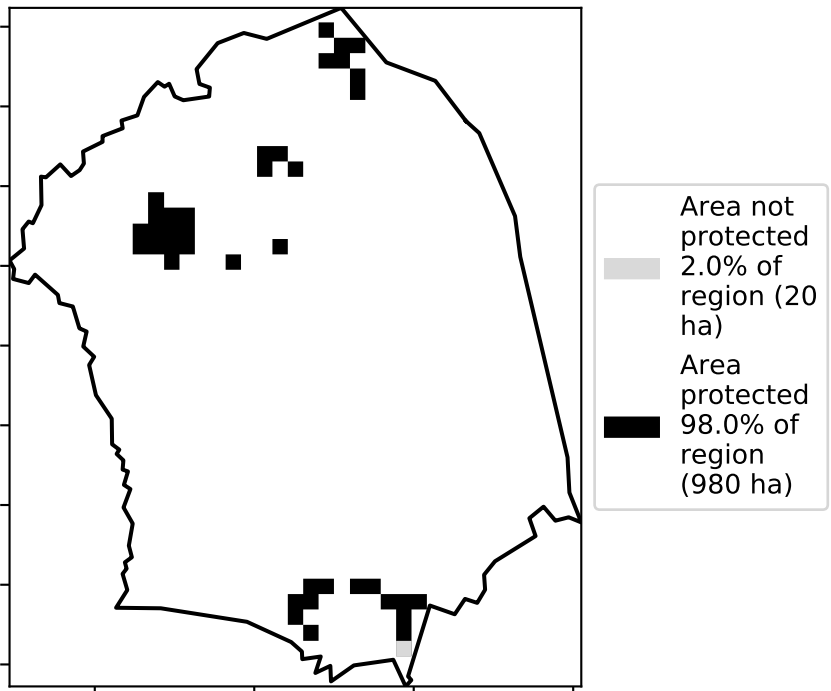 Area not
protected
2.0% of
region (20
ha)
Area
protected
98.0% of
region
(980 ha)